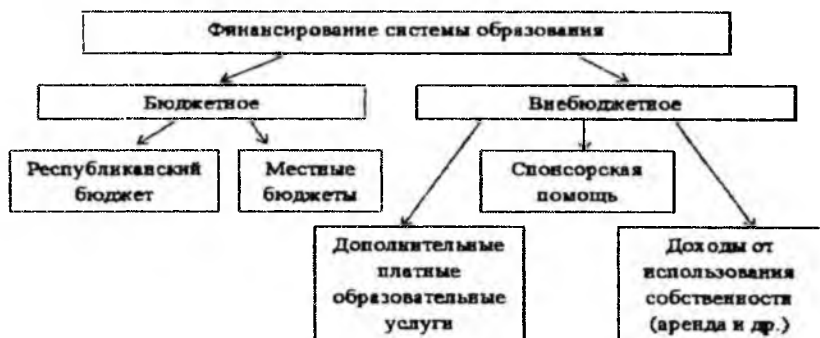 Финансирование системы образования
Бюджетное
Внебюджетное
Республиканский
бюджет
Местные
бюджеты
Спонсорская
помощь
Дополнительные
платные
образовательные
услуги
Доходы от
использования
собственности
(аренда и др.)